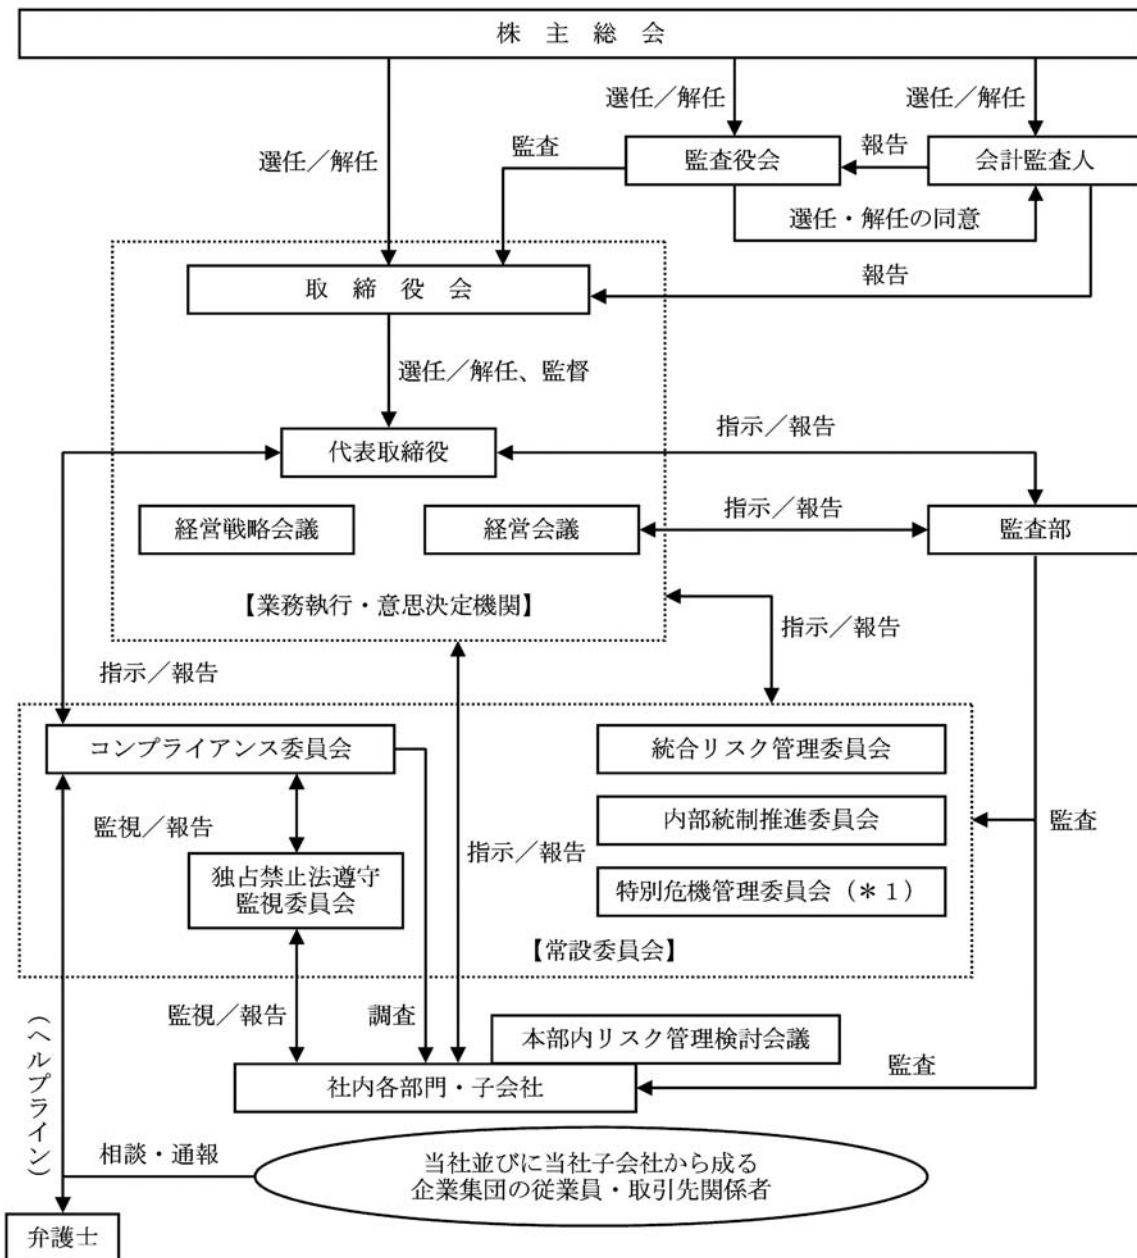 株 主 総 会
選任／解任
選任／解任
選任／解任
監査
監査役会
報告
会計監査人
選任・解任の同意
取 締 役 会
報告
選任／解任、監督
代表取締役
指示／報告
経営戦略会議
経営会議
指示／報告
監査部
【業務執行・意思決定機関】
指示／報告
指示／報告
コンプライアンス委員会
統合リスク管理委員会
監視／報告
内部統制推進委員会
監査
指示／報告
独占禁止法遵守
監視委員会
特別危機管理委員会（＊１）
【常設委員会】
監視／報告
調査
本部内リスク管理検討会議
社内各部門・子会社
監査
（ヘルプライン）
相談・通報
当社並びに当社子会社から成る
企業集団の従業員・取引先関係者
弁護士